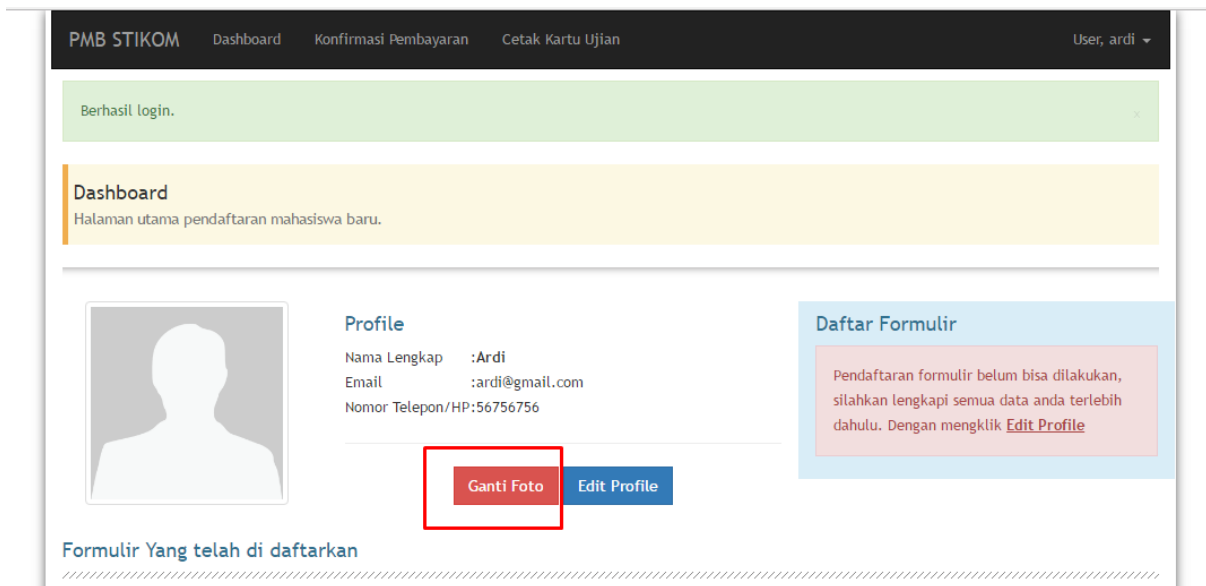 PMB STIKOM Dashboard Konfirmasi Pembayaran Cetak Kartu Ujian User, ardi
Berhasil login. x
Dashboard
Halaman utama pendaftaran mahasiswa baru.
Profile
Nama Lengkap :Ardi
Email :ardi@gmail.com
Nomor Telepon/HP:56756756
Ganti Foto Edit Profile
Daftar Formulir
Pendaftaran formulir belum bisa dilakukan,
silahkan lengkapi semua data anda terlebih
dahulu. Dengan mengklik Edit Profile
Formulir Yang telah di daftarkan